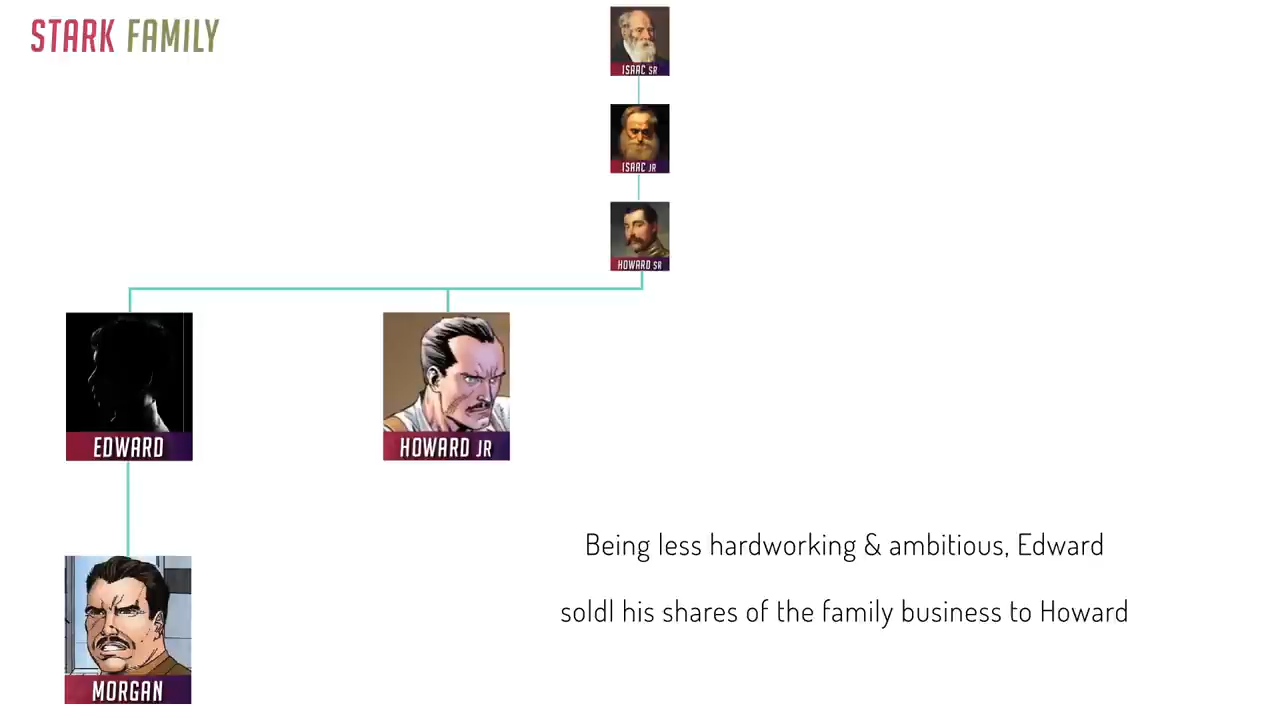 STARK FAMILY
ISAAC SR
ISAAC JR
HOWARD SR
EDWARD
HOWARD JR
Being less hardworking & ambitious, Edward
soldl his shares of the family business to Howard
MORGAN